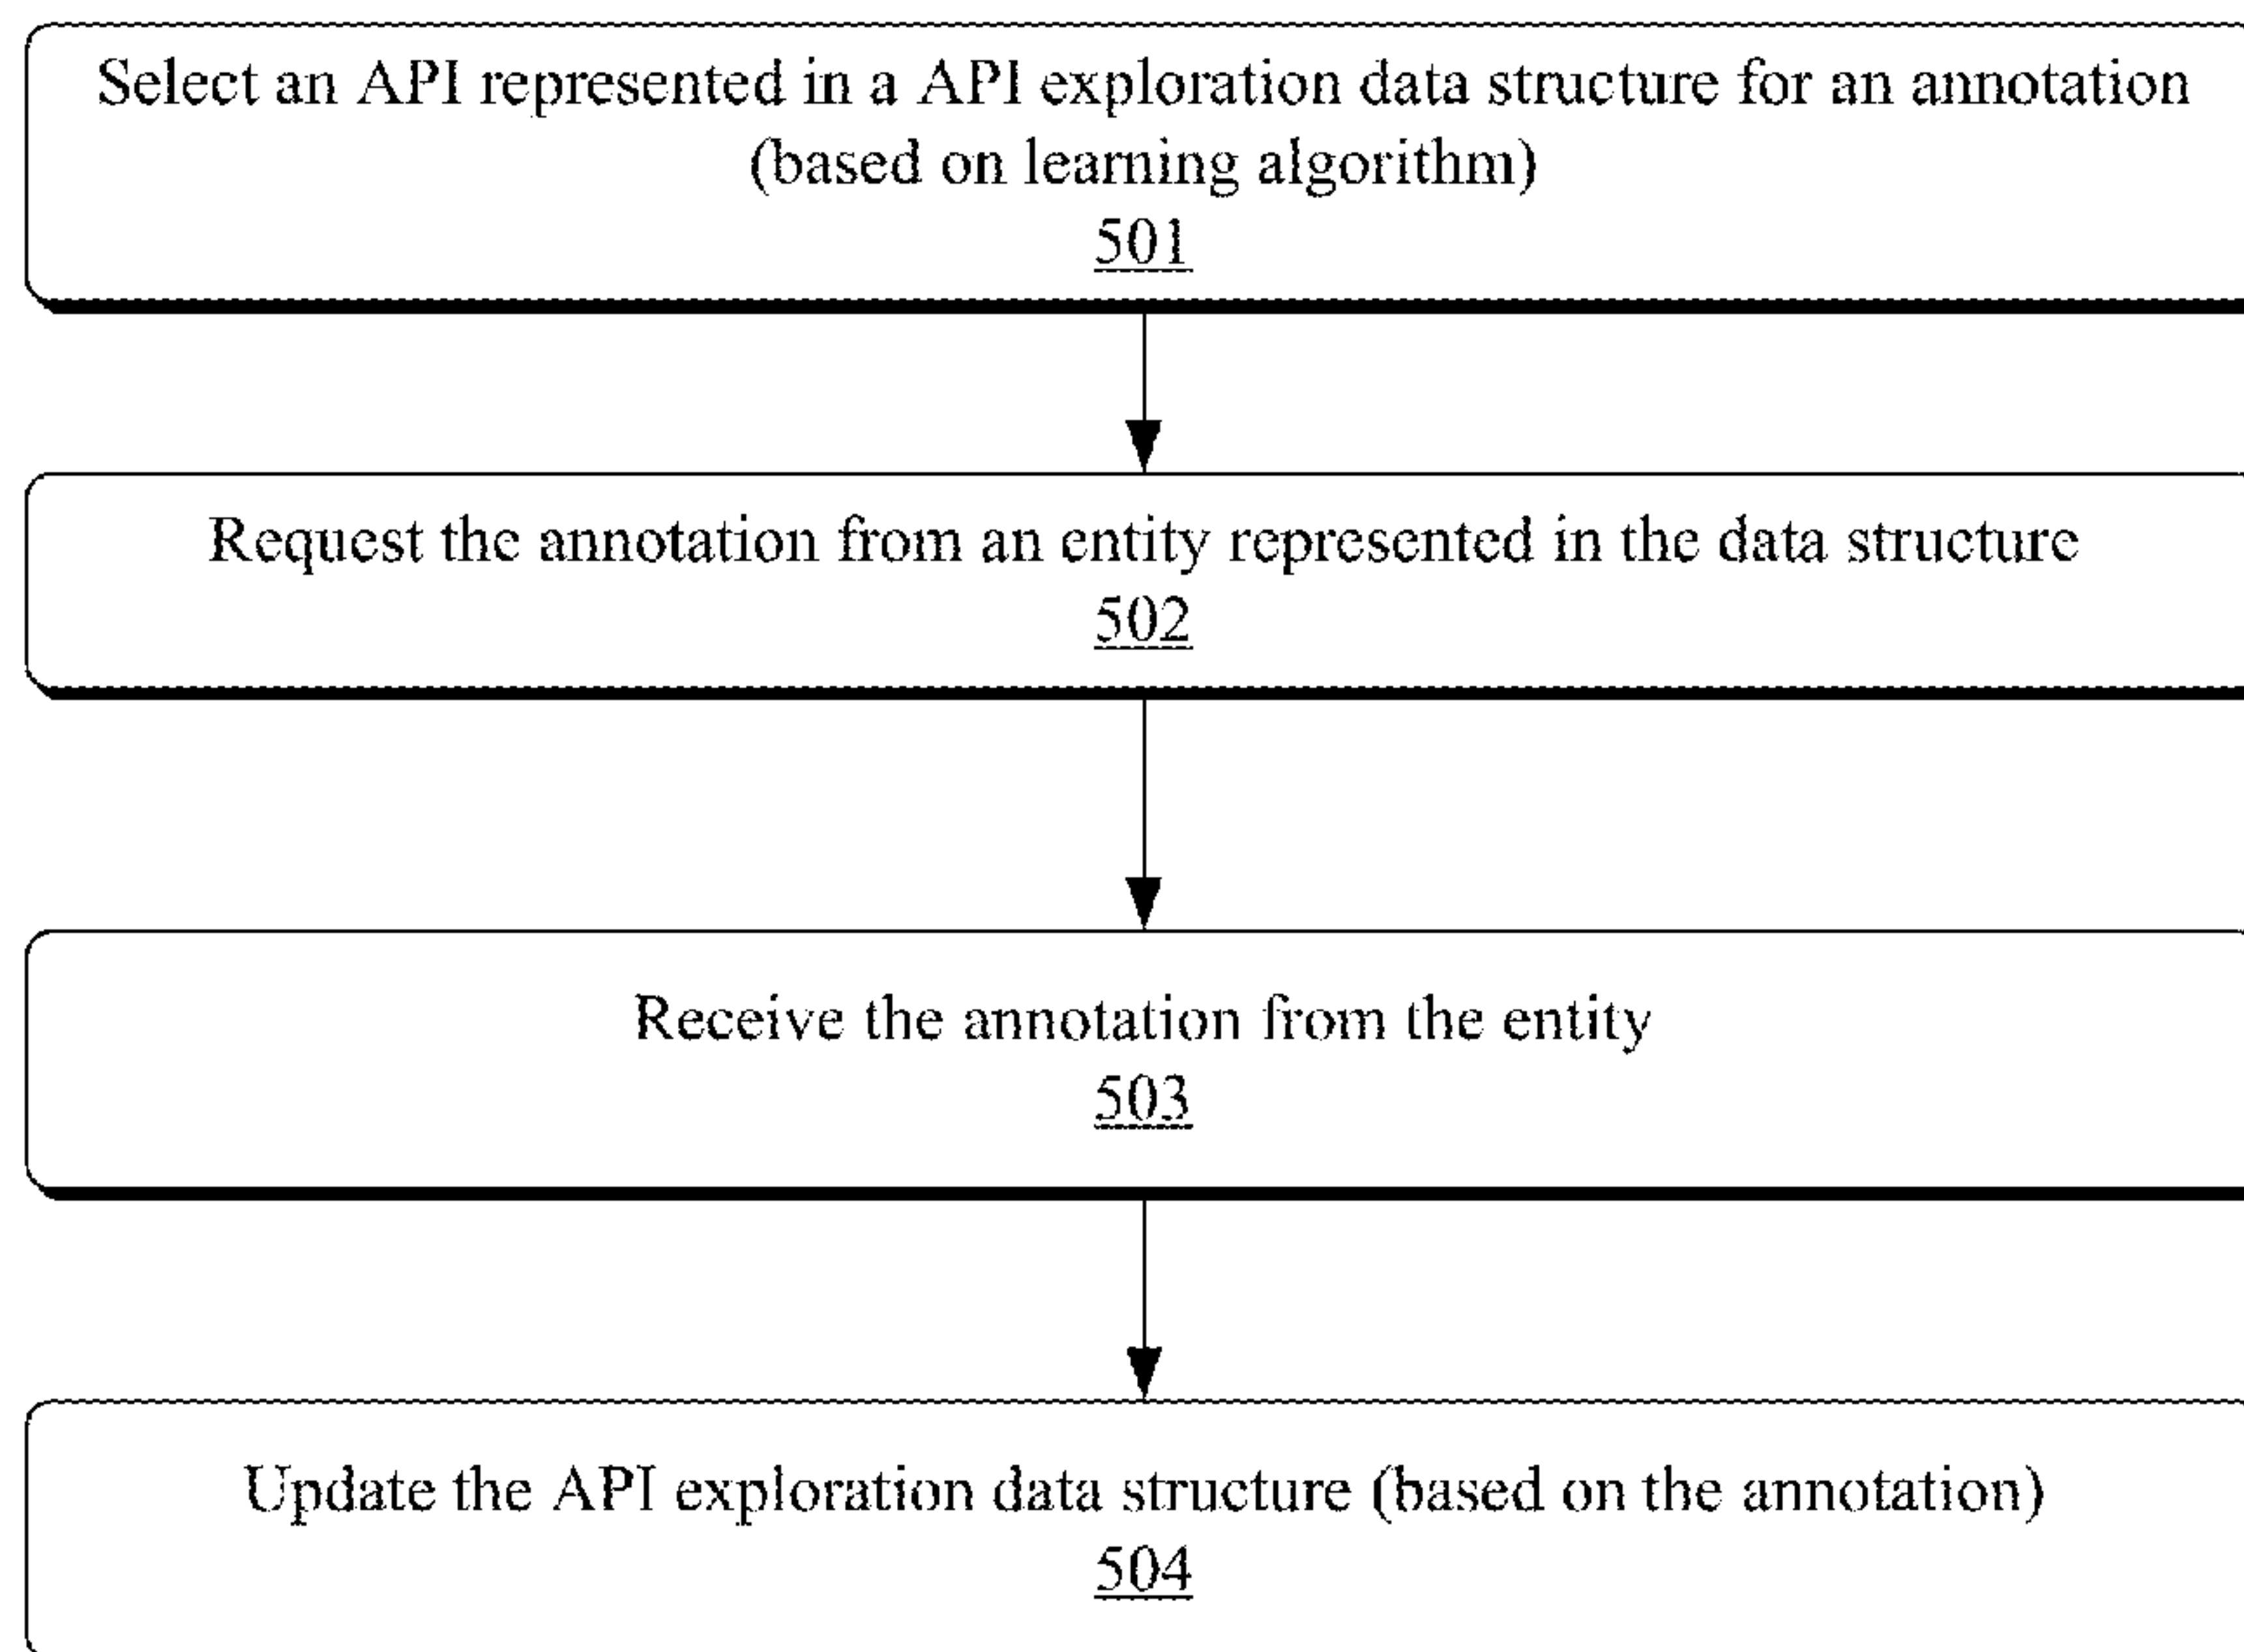 Select an API represented in a API exploration data structure for an annotation
(based on learning algorithm)
501
Request the annotation from an entity represented in the data structure
502
Receive the annotation from the entity
503
Update the API exploration data structure (based on the annotation)
504